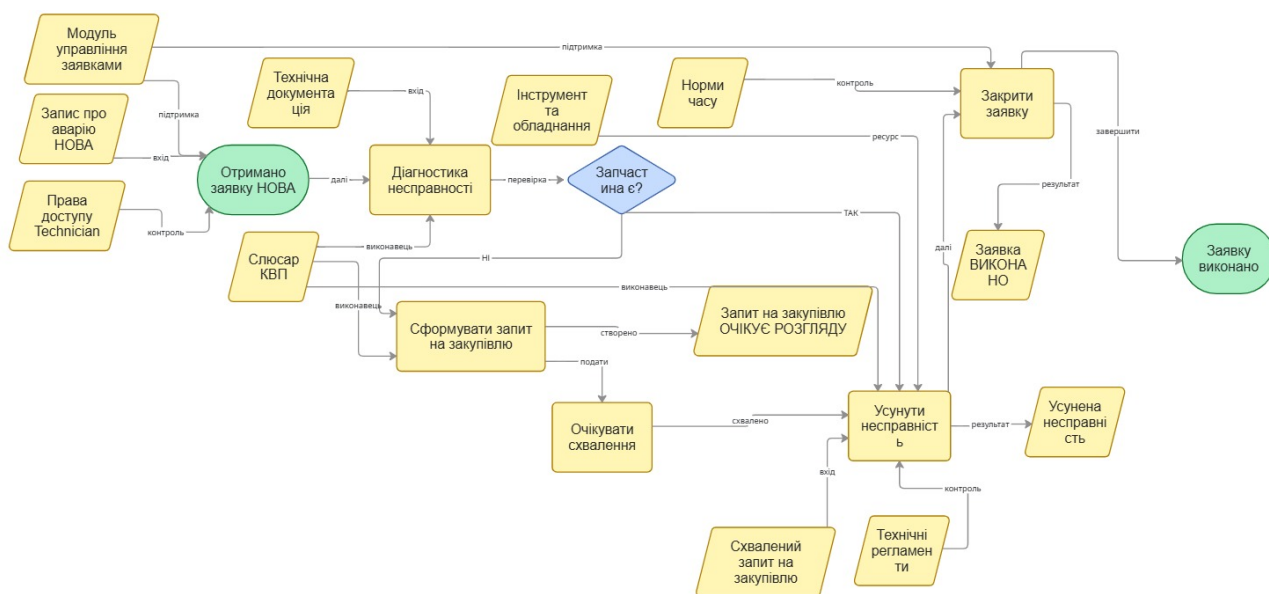 Модуль
управління
заявками
підтримка
Технічна
документа
ція
вхід
Інструмент
та
обладнання
Норми
часу
контроль
Закрити
заявку
Запис про
аварію
НОВА
підтримка
вхід
ресурс
завершити
Отримано
заявку НОВА
далі
Діагностика
несправності
перевірка
Запчаст
ина є?
результат
Права
доступу
Technician
контроль
ТАК
Слюсар
КВП
виконавець
НІ
далі
Заявка
ВИКОНА
НО
Заявку
виконано
виконавець
виконавець
Сформувати запит
на закупівлю
створено
Запит на закупівлю
ОЧІКУЄ РОЗГЛЯДУ
подати
Очікувати
схвалення
схвалено
Усунути
несправніст
ь
результат
Усунена
несправні
сть
вхід
контроль
Схвалений
запит на
закупівлю
Технічні
регламен
ти